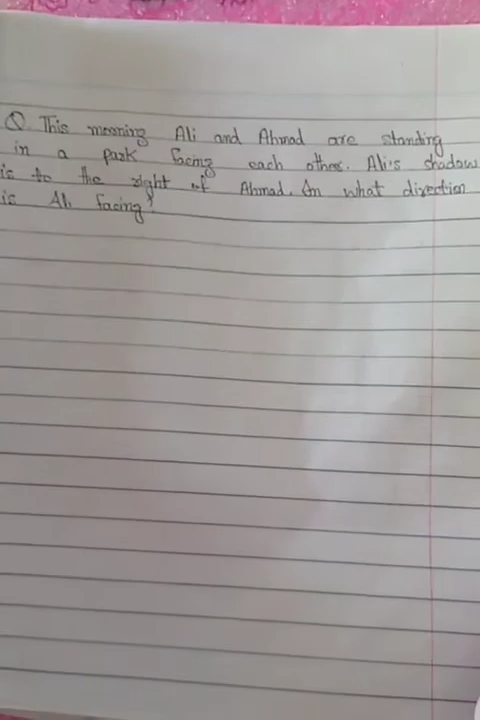 Q. This morning Ali and Ahmad are standing
in a park facing each other. Ali's shadow
is to the right of Ahmad. In what direction
is Ali facing?